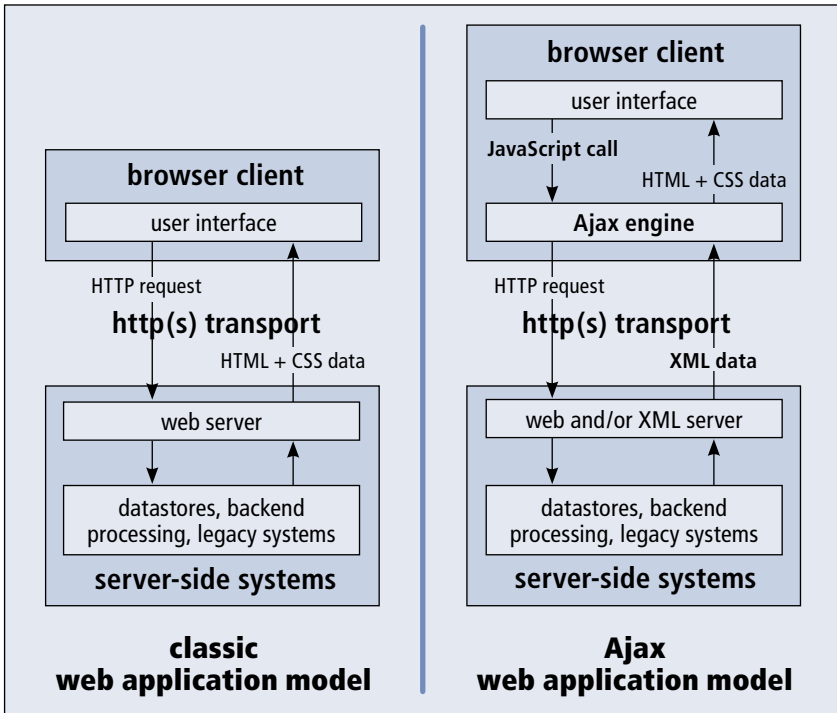 browser client
user interface
HTTP request
http(s) transport
HTML + CSS data
web server
datastores, backend
processing, legacy systems
server-side systems
classic
web application model
browser client
user interface
JavaScript call
HTML + CSS data
Ajax engine
HTTP request
http(s) transport
XML data
web and/or XML server
datastores, backend
processing, legacy systems
server-side systems
Ajax
web application model